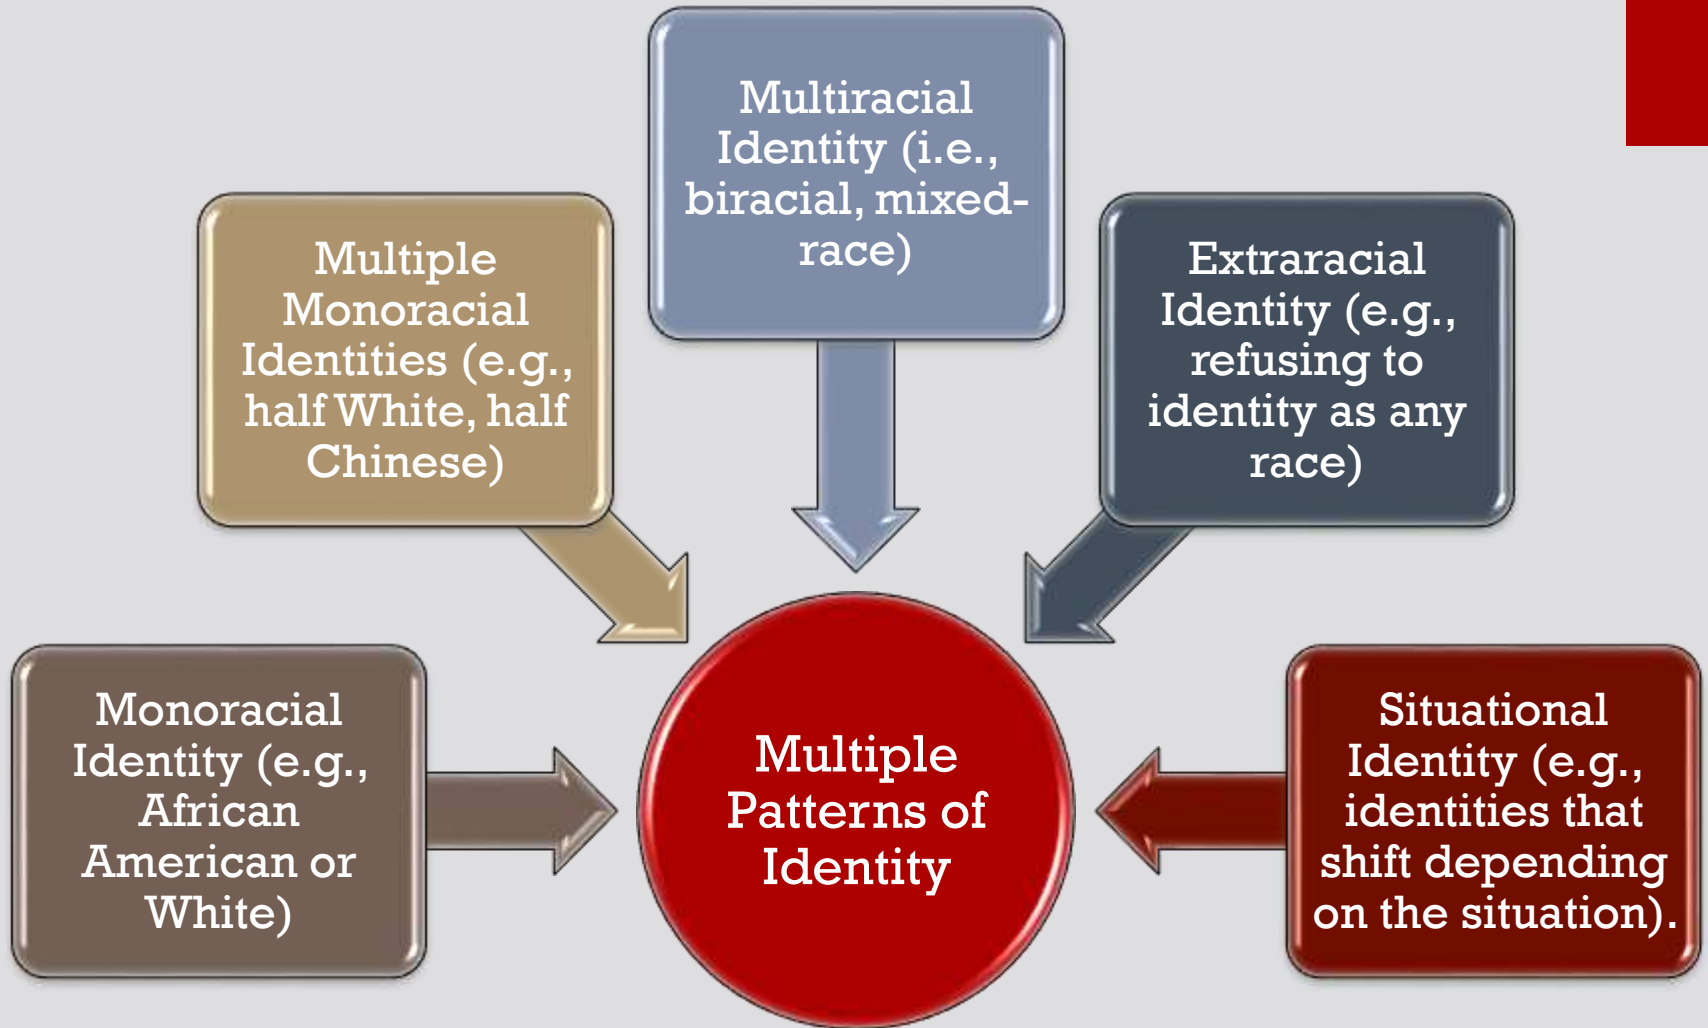 Multiracial
Identity (i.e.,
biracial, mixed-
race)
Multiple
Monoracial
Identities (e.g.,
half White, half
Chinese)
Extraracial
Identity (e.g.,
refusing to
identity as any
race)
Monoracial
Identity (e.g.,
African
American or
White)
Multiple
Patterns of
Identity
Situational
Identity (e.g.,
identities that
shift depending
on the situation).